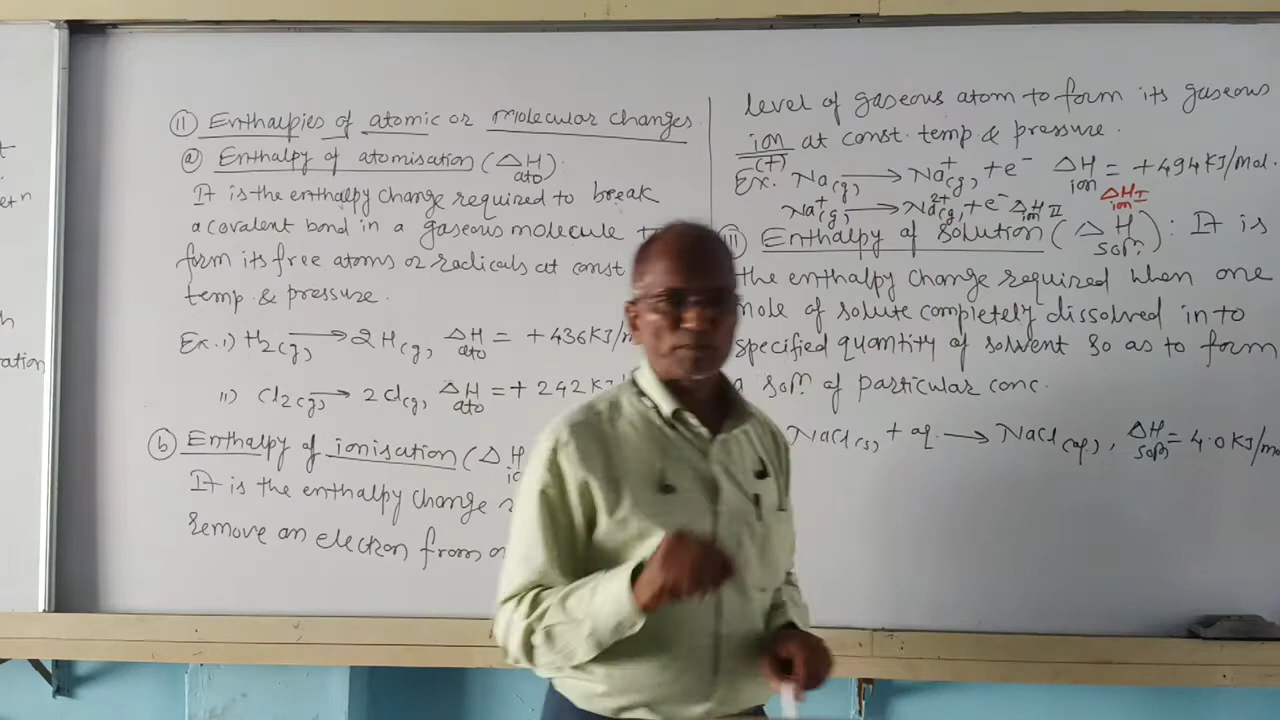 etⁿ
ration
ii) Enthalpies of atomic or molecular changes
a) Enthalpy of atomisation (ΔH ato):
It is the enthalpy change required to break
a covalent bond in a gaseous molecule
form its free atoms or radicals at const
temp. & pressure.
Ex. i) H₂(g) → 2H(g), ΔH ato = +436 KJ/
ii) Cl₂(g) → 2Cl(g), ΔH ato = +242 KJ
b) Enthalpy of ionisation (ΔH
It is the enthalpy change
remove an electron from
level of gaseous atom to form its gaseous
ion at const. temp & pressure.
(+)
Ex. Na(g) → Na⁺(g) + e⁻ ΔH ion = +494 KJ/mol.
ΔH ion I
Na⁺(g) → Na²⁺(g) + e⁻ ΔH ion II
Enthalpy of solution (ΔH solⁿ): It is
the enthalpy change required when one
mole of solute completely dissolved in to
specified quantity of solvent so as to form
a solⁿ of particular conc.
NaCl(s) + aq. → NaCl(aq), ΔH solⁿ = 4.0 KJ/mo